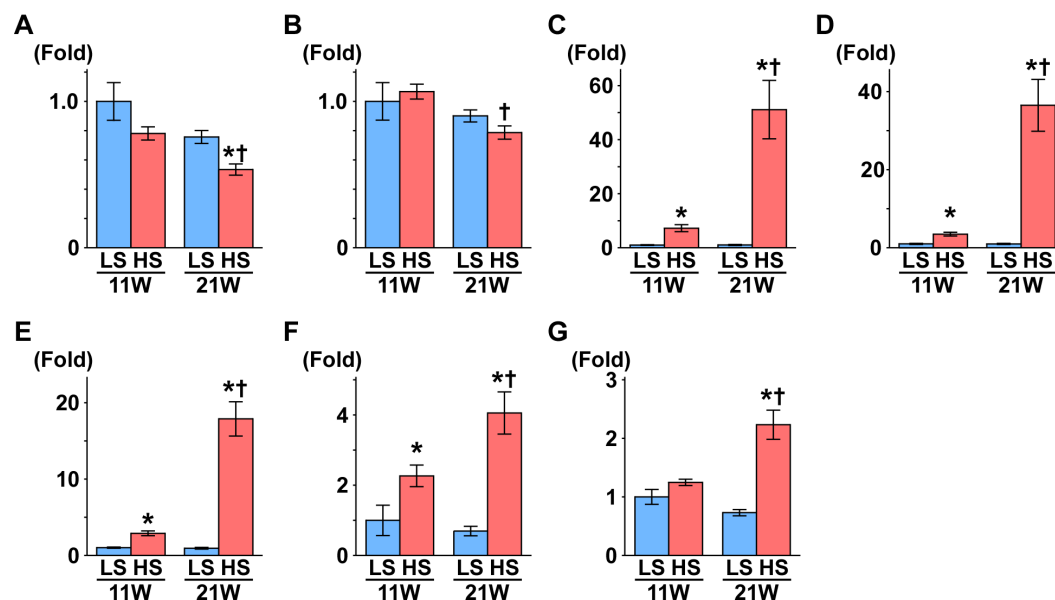 A B C D
(Fold) (Fold) (Fold) (Fold)
1.0 1.0 60 40
*† † * *† * *†
40 20
20
0 0 0 0
LS HS LS HS LS HS LS HS LS HS LS HS LS HS LS HS
11W 21W 11W 21W 11W 21W 11W 21W
E F G
(Fold) (Fold) (Fold)
20 4 3
* *† * *† *†
10 2 2
1
0 0 0
LS HS LS HS LS HS LS HS LS HS LS HS
11W 21W 11W 21W 11W 21W